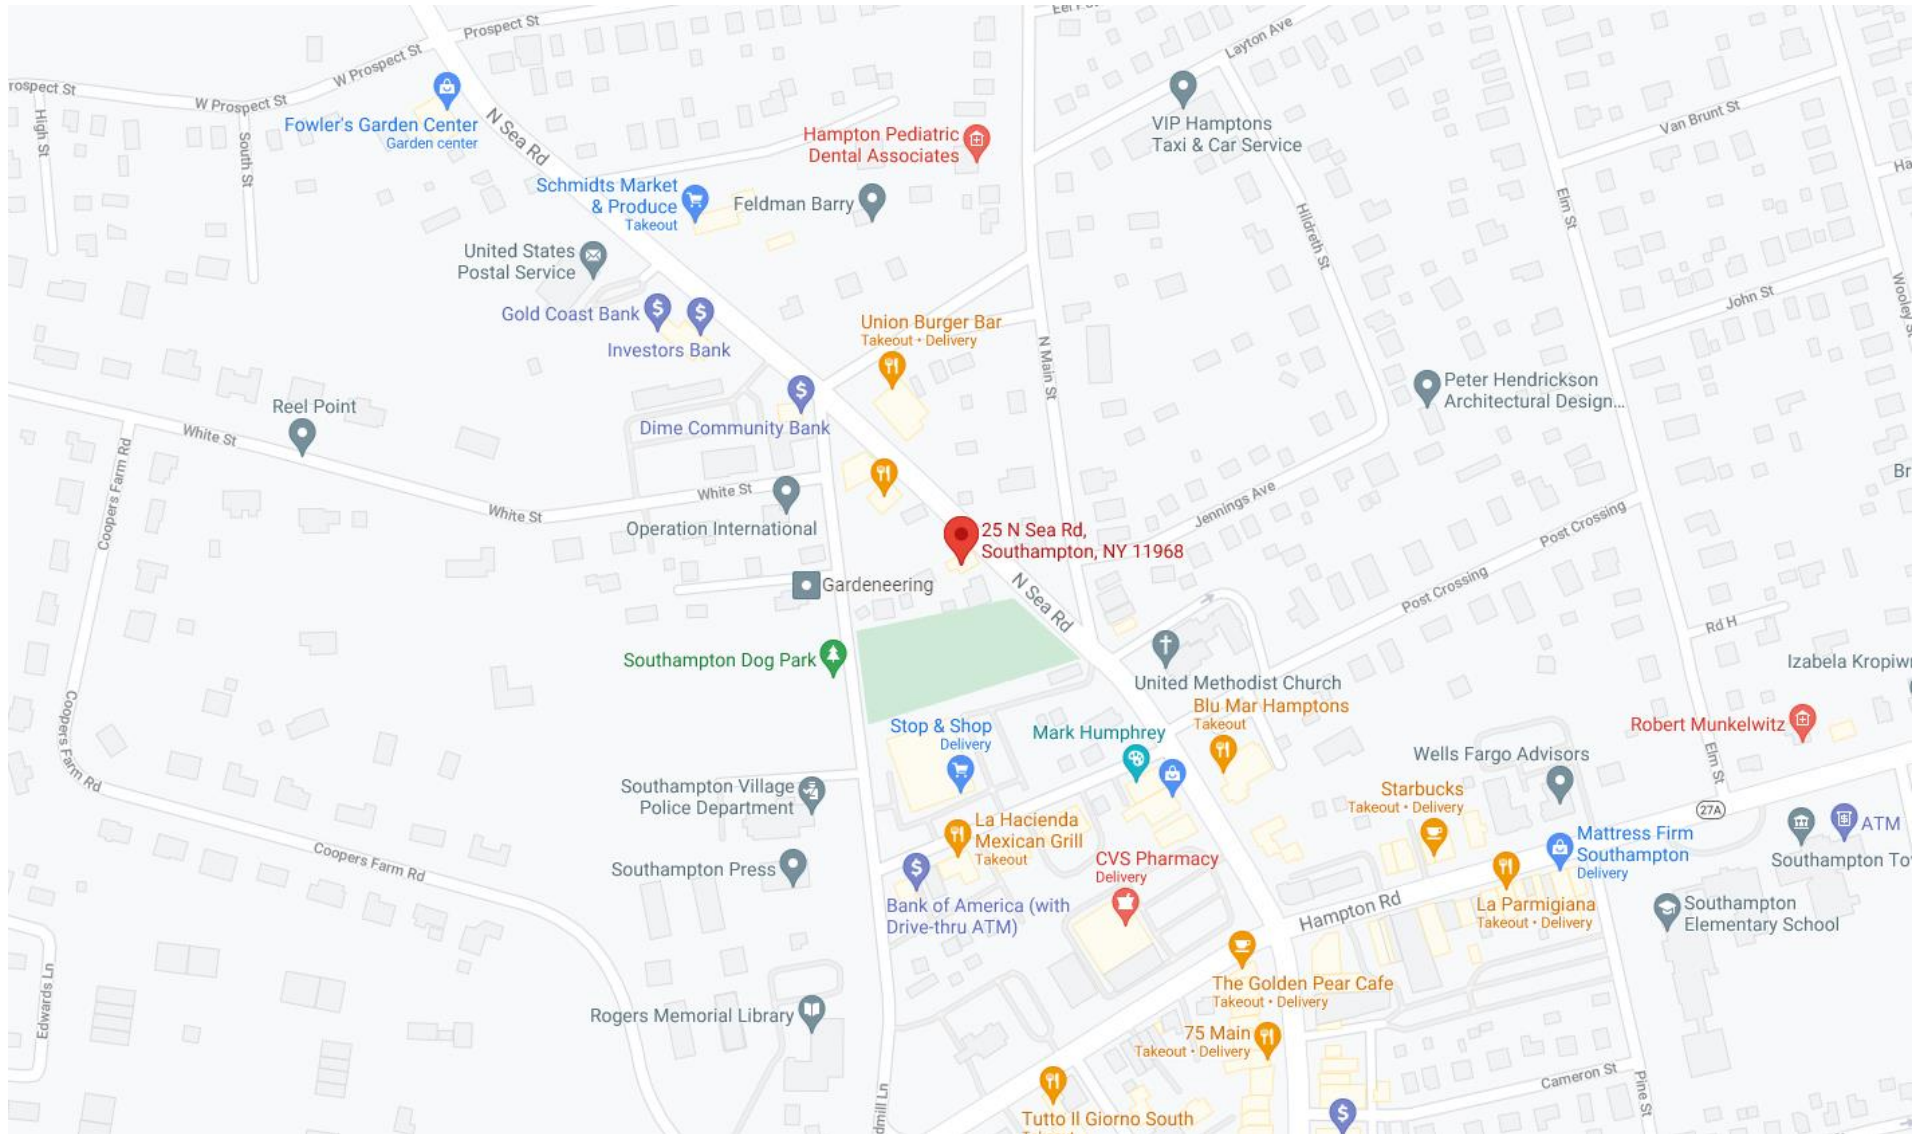 Prospect St
W Prospect St
rospect St
W Prospect St
High St
South St
Fowler's Garden Center
Garden center
N Sea Rd
Layton Ave
VIP Hamptons
Taxi & Car Service
Van Brunt St
Ha
Hampton Pediatric
Dental Associates
Schmidts Market
& Produce
Takeout
Feldman Barry
Elm St
Hildreth St
United States
Postal Service
Gold Coast Bank
Investors Bank
Union Burger Bar
Takeout • Delivery
N Main St
John St
Wooley S
Peter Hendrickson
Architectural Design...
Reel Point
White St
Dime Community Bank
Coopers Farm Rd
White St
White St
Operation International
Jennings Ave
Post Crossing
Br
25 N Sea Rd,
Southampton, NY 11968
Gardeneering
N Sea Rd
Post Crossing
Rd H
Southampton Dog Park
United Methodist Church
Izabela Kropiw
Blu Mar Hamptons
Takeout
Robert Munkelwitz
Coopers Farm Rd
Stop & Shop
Delivery
Mark Humphrey
Wells Fargo Advisors
Elm St
Southampton Village
Police Department
Starbucks
Takeout • Delivery
27A
ATM
Southampton To
La Hacienda
Mexican Grill
Takeout
Mattress Firm
Southampton
Delivery
Coopers Farm Rd
Southampton Press
CVS Pharmacy
Delivery
Bank of America (with
Drive-thru ATM)
Hampton Rd
La Parmigiana
Takeout • Delivery
Southampton
Elementary School
Edwards Ln
The Golden Pear Cafe
Takeout • Delivery
Rogers Memorial Library
75 Main
Takeout • Delivery
Cameron St
Pine St
dmill Ln
Tutto Il Giorno South